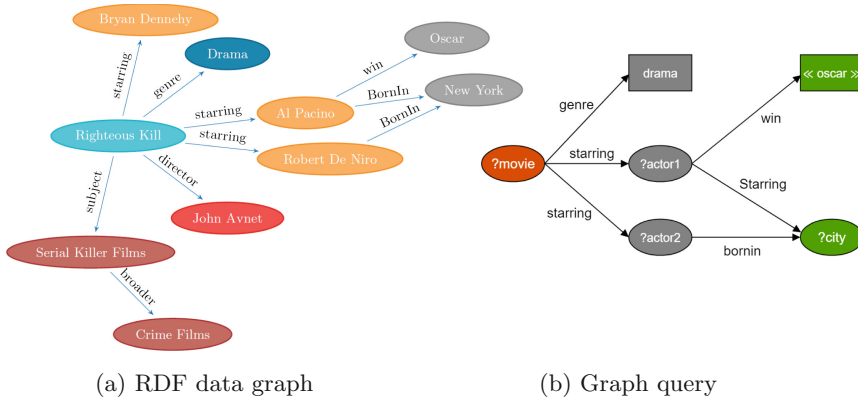 Bryan Dennehy
Oscar
Drama
starring
win
genre
BornIn
New York
starring
Al Pacino
BornIn
starring
Righteous Kill
Robert De Niro
director
subject
John Avnet
Serial Killer Films
broader
Crime Films
(a) RDF data graph
drama
« oscar »
genre
win
?movie
starring
?actor1
Starring
starring
?actor2
bornin
?city
(b) Graph query